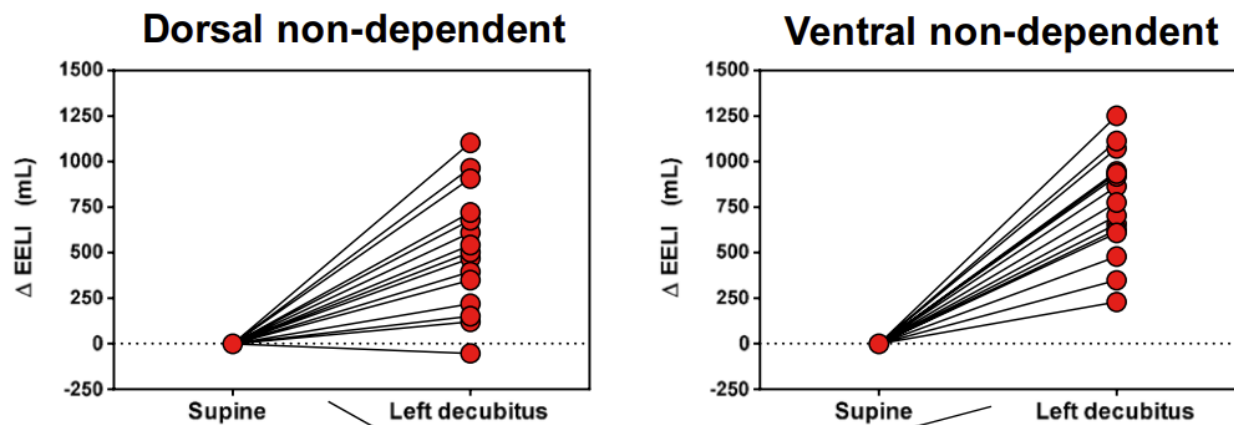 Dorsal non-dependent
1500
1250
1000
750
500
250
0
-250
Δ EELI (mL)
Supine
Left decubitus
Ventral non-dependent
1500
1250
1000
750
500
250
0
-250
Δ EELI (mL)
Supine
Left decubitus